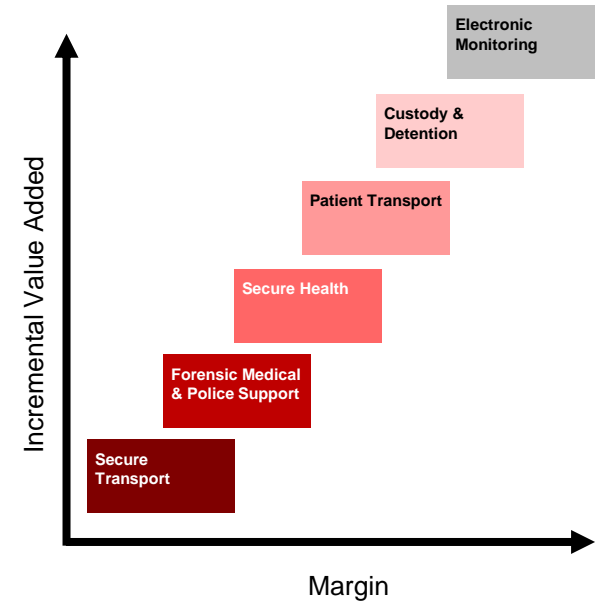 Electronic
Monitoring
Custody &
Detention
Patient Transport
Secure Health
Forensic Medical
& Police Support
Secure
Transport
Incremental Value Added
Margin